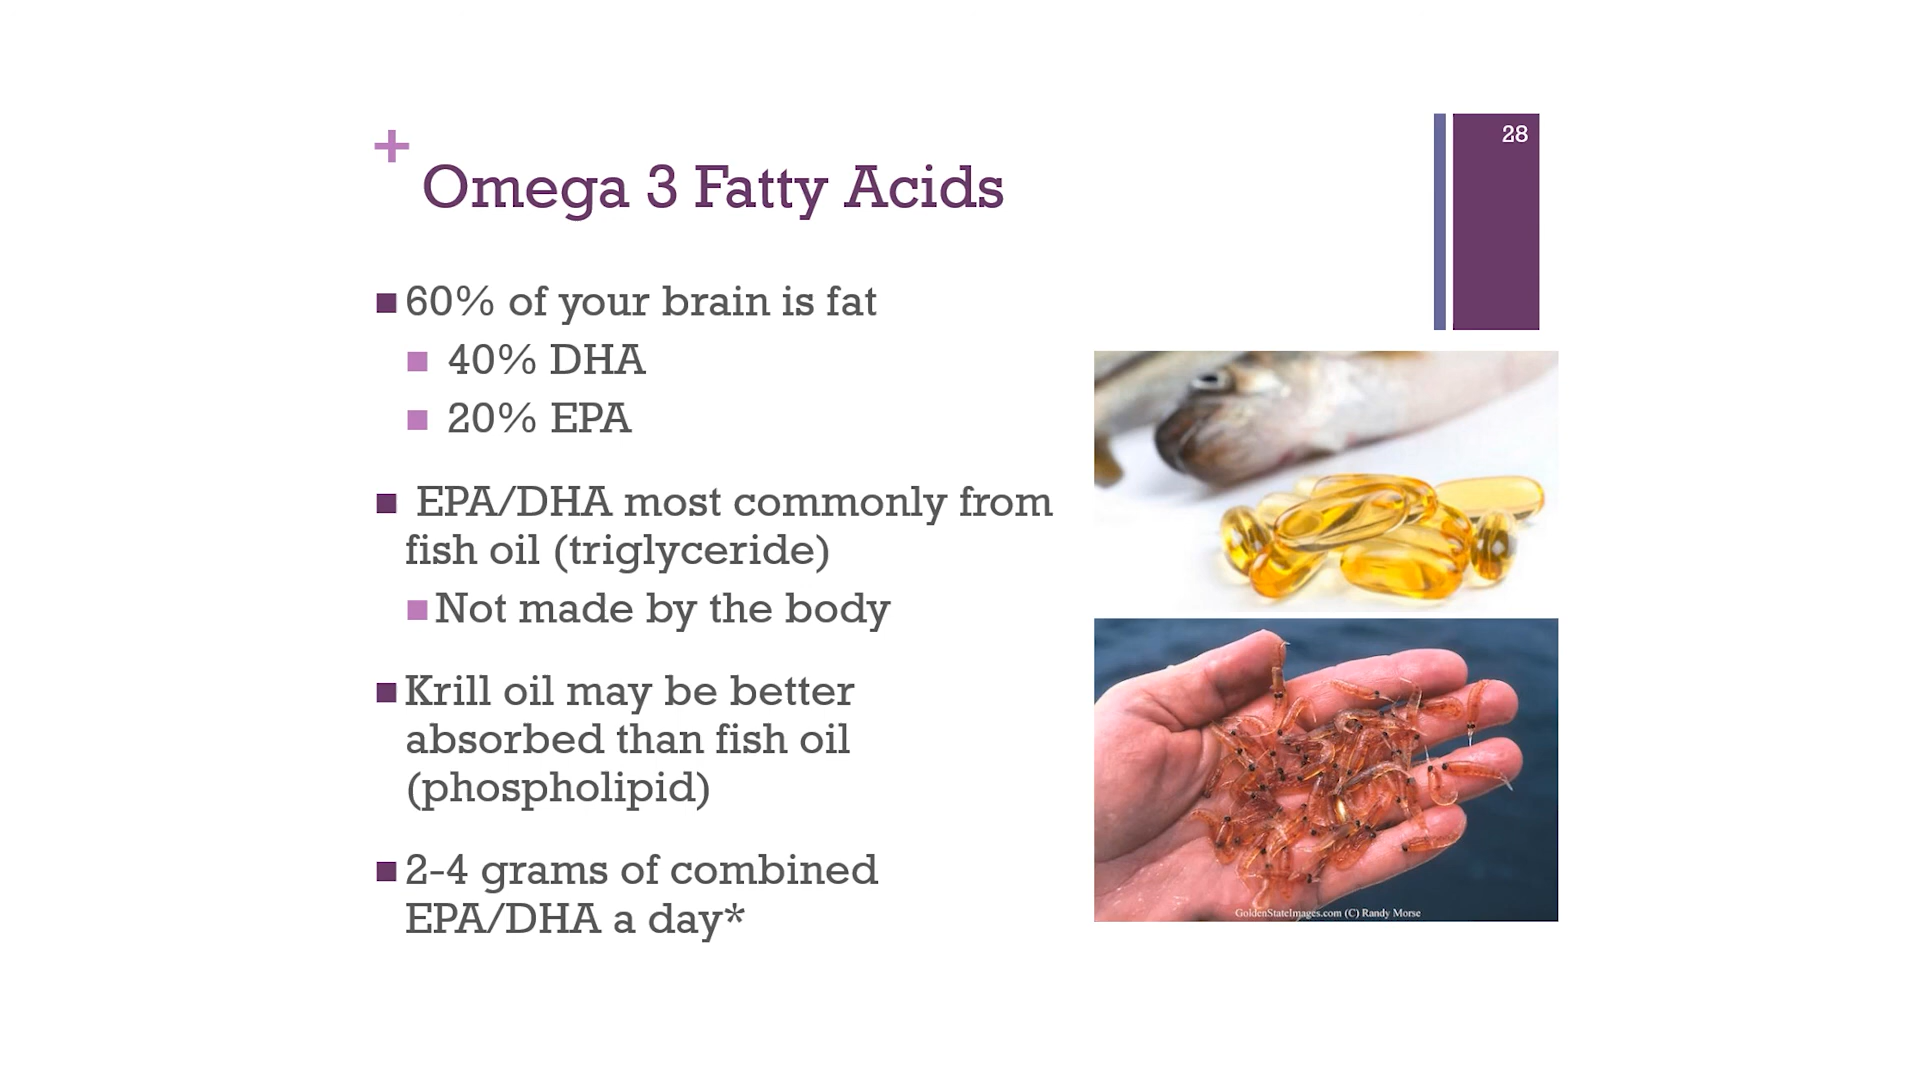 28
+
Omega 3 Fatty Acids
60% of your brain is fat
40% DHA
20% EPA
EPA/DHA most commonly from
fish oil (triglyceride)
Not made by the body
Krill oil may be better
absorbed than fish oil
(phospholipid)
2-4 grams of combined
EPA/DHA a day*
GoldenStateImages.com (C) Randy Morse